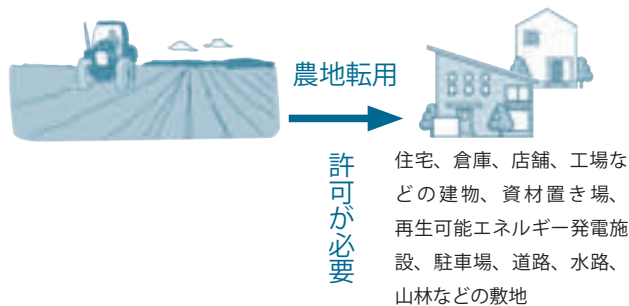 農地転用
許可が必要
住宅、倉庫、店舗、工場な
どの建物、資材置き場、
再生可能エネルギー発電施
設、駐車場、道路、水路、
山林などの敷地